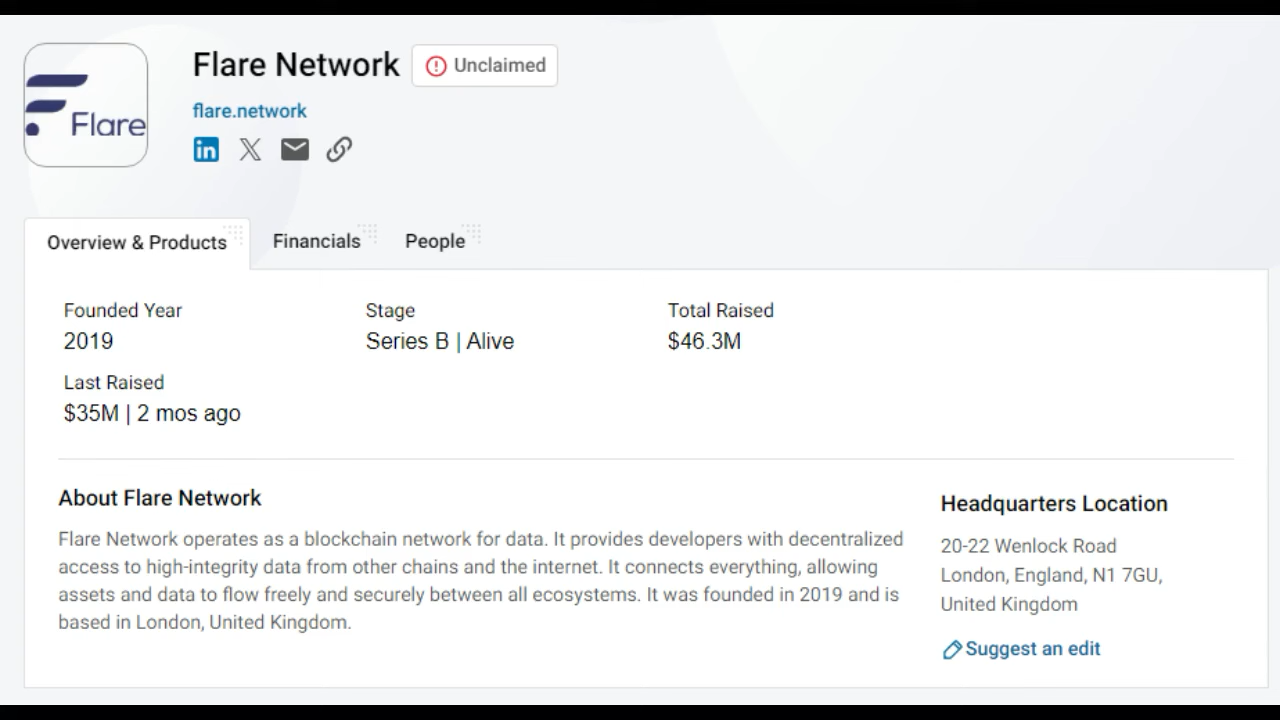 Flare
Flare Network
Unclaimed
flare.network
in
Overview & Products
Financials
People
Founded Year
2019
Stage
Series B | Alive
Total Raised
$46.3M
Last Raised
$35M | 2 mos ago
About Flare Network
Flare Network operates as a blockchain network for data. It provides developers with decentralized
access to high-integrity data from other chains and the internet. It connects everything, allowing
assets and data to flow freely and securely between all ecosystems. It was founded in 2019 and is
based in London, United Kingdom.
Headquarters Location
20-22 Wenlock Road
London, England, N1 7GU,
United Kingdom
Suggest an edit